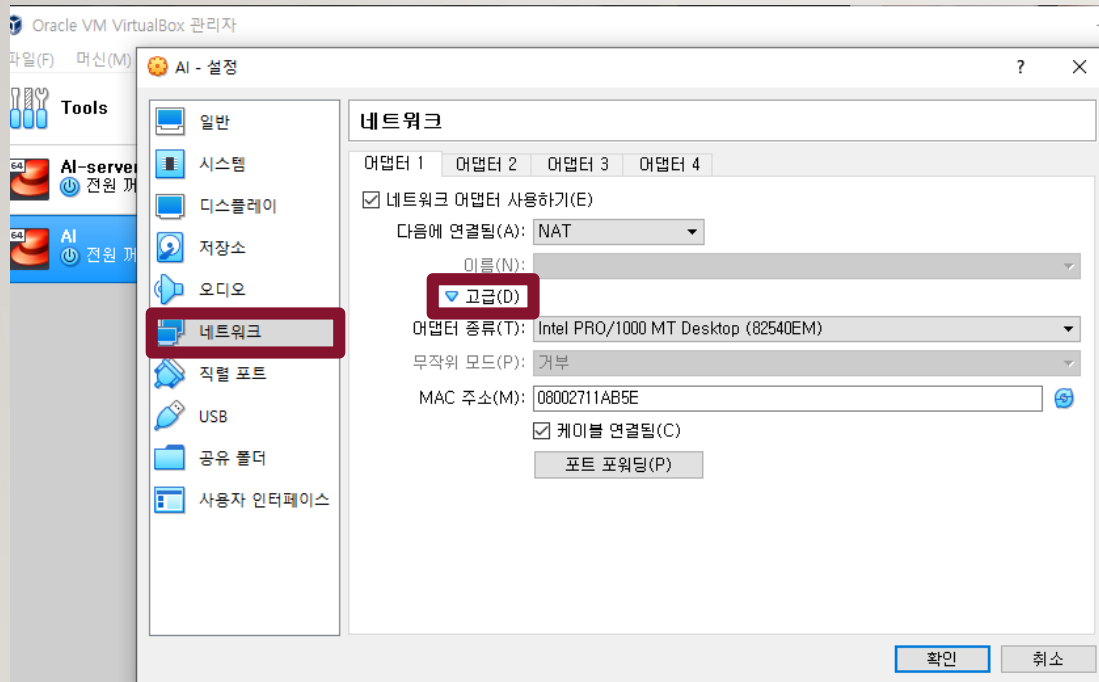 Oracle VM VirtualBox 관리자
파일(F) 머신(M)
AI - 설정
?
Tools
64
AI-server
전원 꺼
64
AI
전원 꺼
일반
시스템
디스플레이
저장소
오디오
네트워크
직렬 포트
USB
공유 폴더
사용자 인터페이스
네트워크
어댑터 1 어댑터 2 어댑터 3 어댑터 4
네트워크 어댑터 사용하기(E)
다음에 연결됨(A): NAT
이름(N):
고급(D)
어댑터 종류(T): Intel PRO/1000 MT Desktop (82540EM)
무작위 모드(P): 거부
MAC 주소(M): 08002711AB5E
케이블 연결됨(C)
포트 포워딩(P)
확인 취소